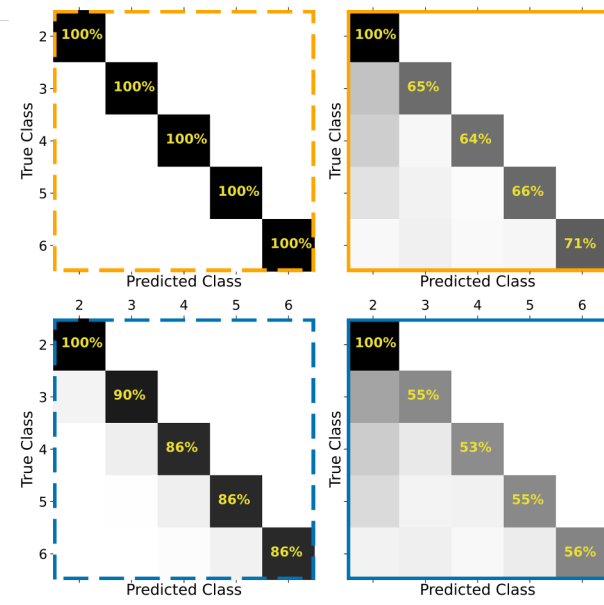 2 100% 100%
3 100% 65%
4 100% 64%
5 100% 66%
6 100% 71%
True Class True Class
Predicted Class Predicted Class
2 3 4 5 6 2 3 4 5 6
2 100% 100%
3 90% 55%
4 86% 53%
5 86% 55%
6 86% 56%
True Class True Class
Predicted Class Predicted Class